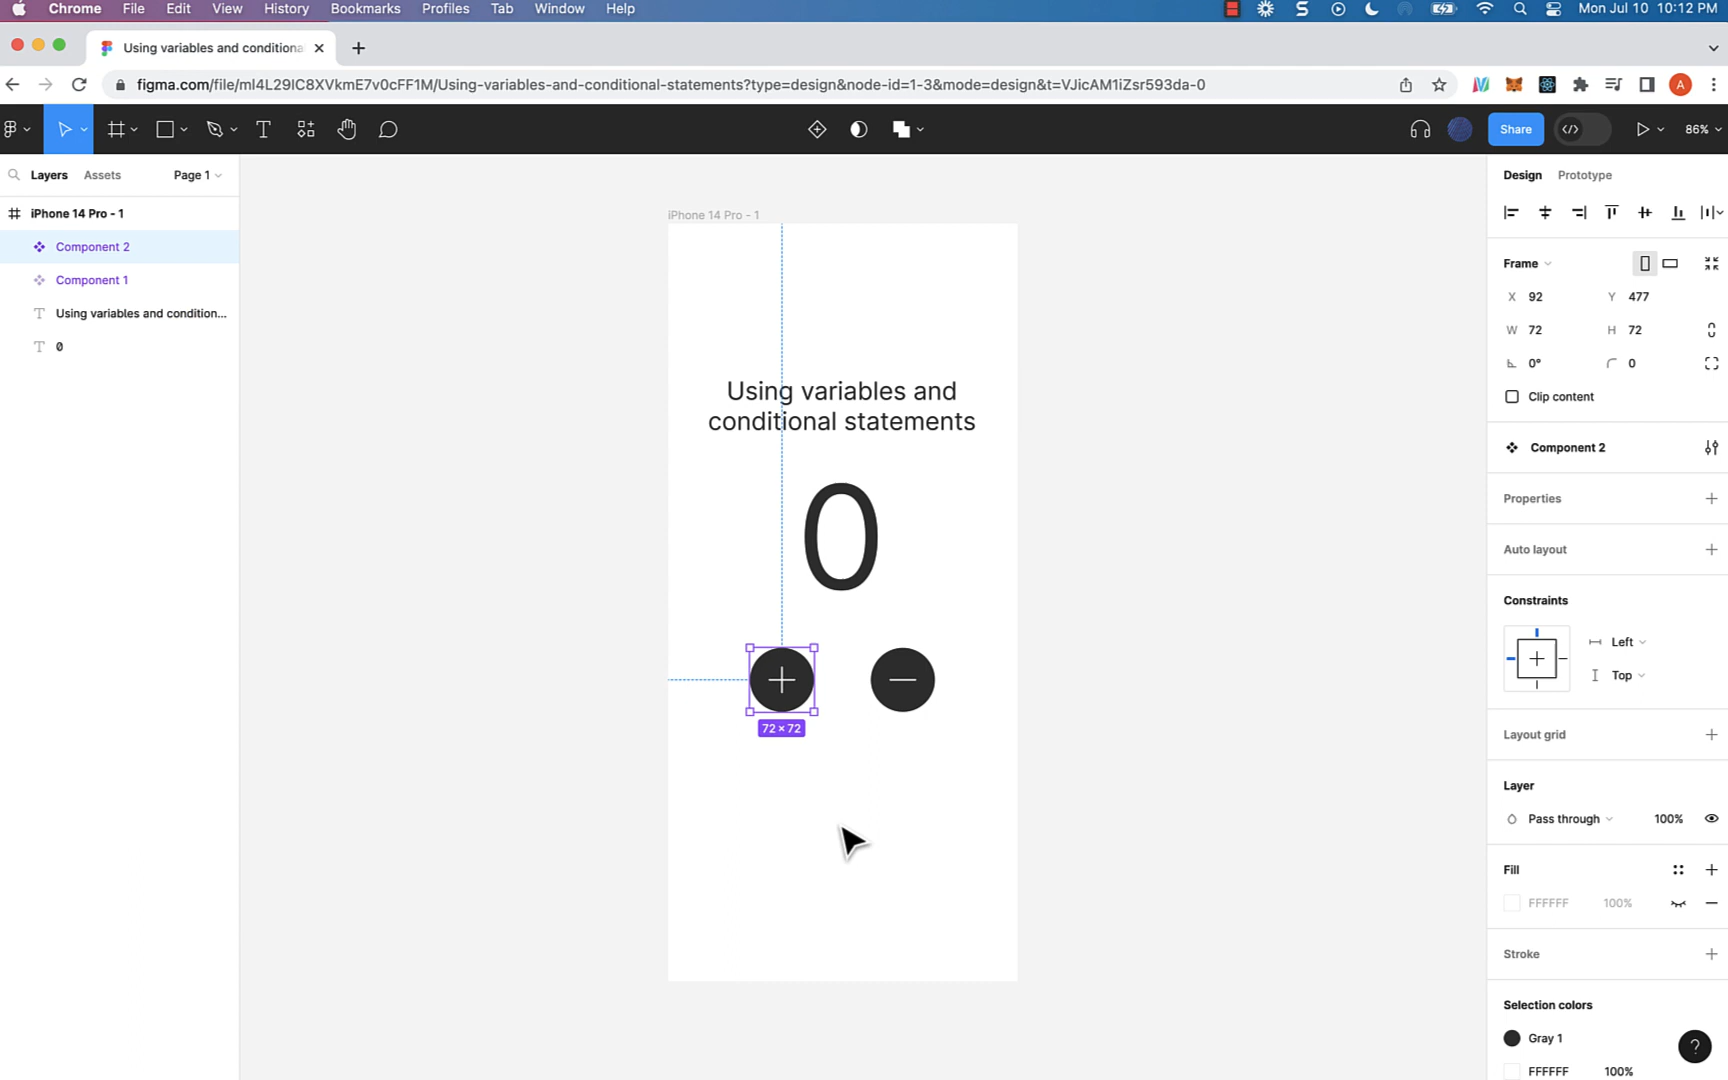 Chrome File Edit View History Bookmarks Profiles Tab Window Help Mon Jul 10 10:12 PM
Using variables and conditiona
figma.com/file/ml4L29lC8XVkmE7v0cFF1M/Using-variables-and-conditional-statements?type=design&node-id=1-3&mode=design&t=VJicAM1iZsr593da-0
A
Share
86%
Layers Assets Page 1
iPhone 14 Pro - 1
Component 2
Component 1
Using variables and condition...
0
iPhone 14 Pro - 1
Using variables and
conditional statements
0
72 × 72
Design Prototype
Frame
X 92 Y 477
W 72 H 72
0° 0
Clip content
Component 2
Properties
Auto layout
Constraints
Left
Top
Layout grid
Layer
Pass through 100%
Fill
FFFFFF 100%
Stroke
Selection colors
Gray 1
FFFFFF 100%
?